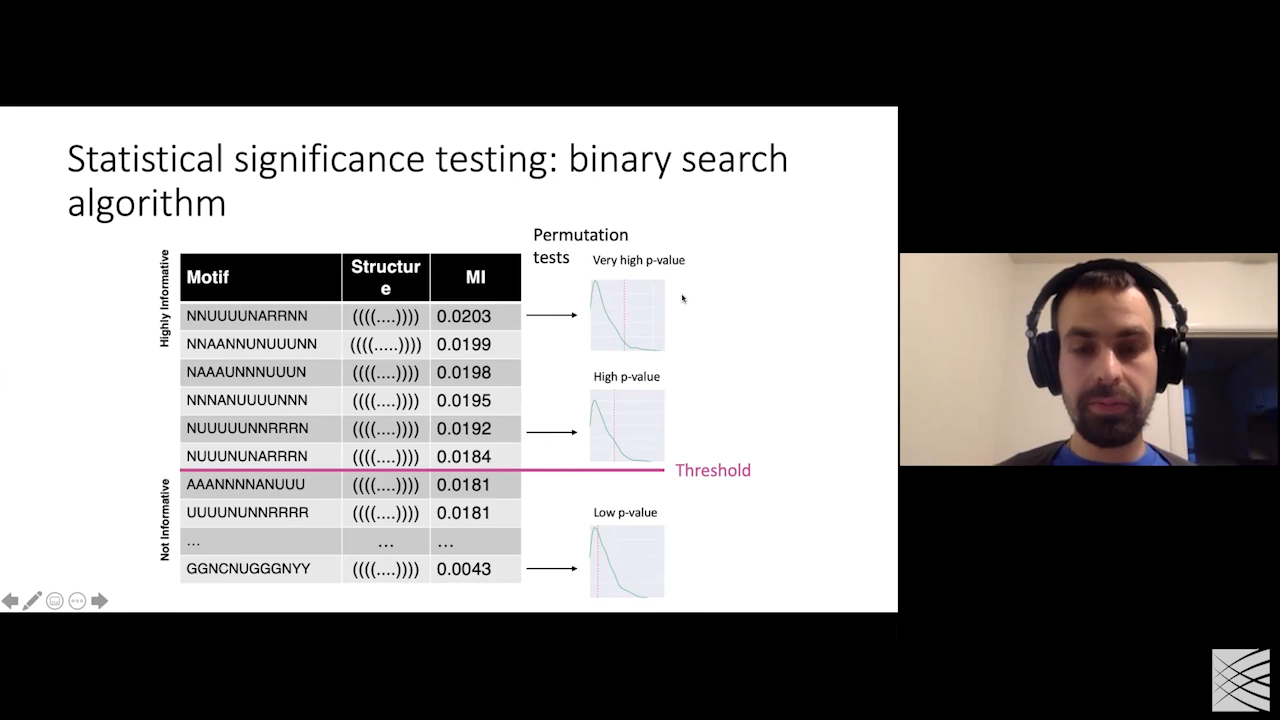 Statistical significance testing: binary search
algorithm
Permutation
tests
Very high p-value
Highly Informative
Motif Structur
e MI
NNUUUUNARRNN ((((....)))) 0.0203
NNAANNUNUUUNN ((((.....)))) 0.0199
NAAAUNNNUUUN ((((....)))) 0.0198
High p-value
NNNANUUUUNNN ((((....)))) 0.0195
NUUUUUNNRRRN ((((....)))) 0.0192
NUUUNUNARRRN ((((....)))) 0.0184
Threshold
Not Informative
AAANNNNANUUU ((((....)))) 0.0181
UUUUNUNNRRRR ((((....)))) 0.0181
Low p-value
... ... ...
GGNCNUGGGNYY ((((....)))) 0.0043